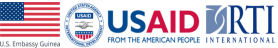 USAID
RTI
FROM THE AMERICAN PEOPLE
INTERNATIONAL
U.S. Embassy Guinea